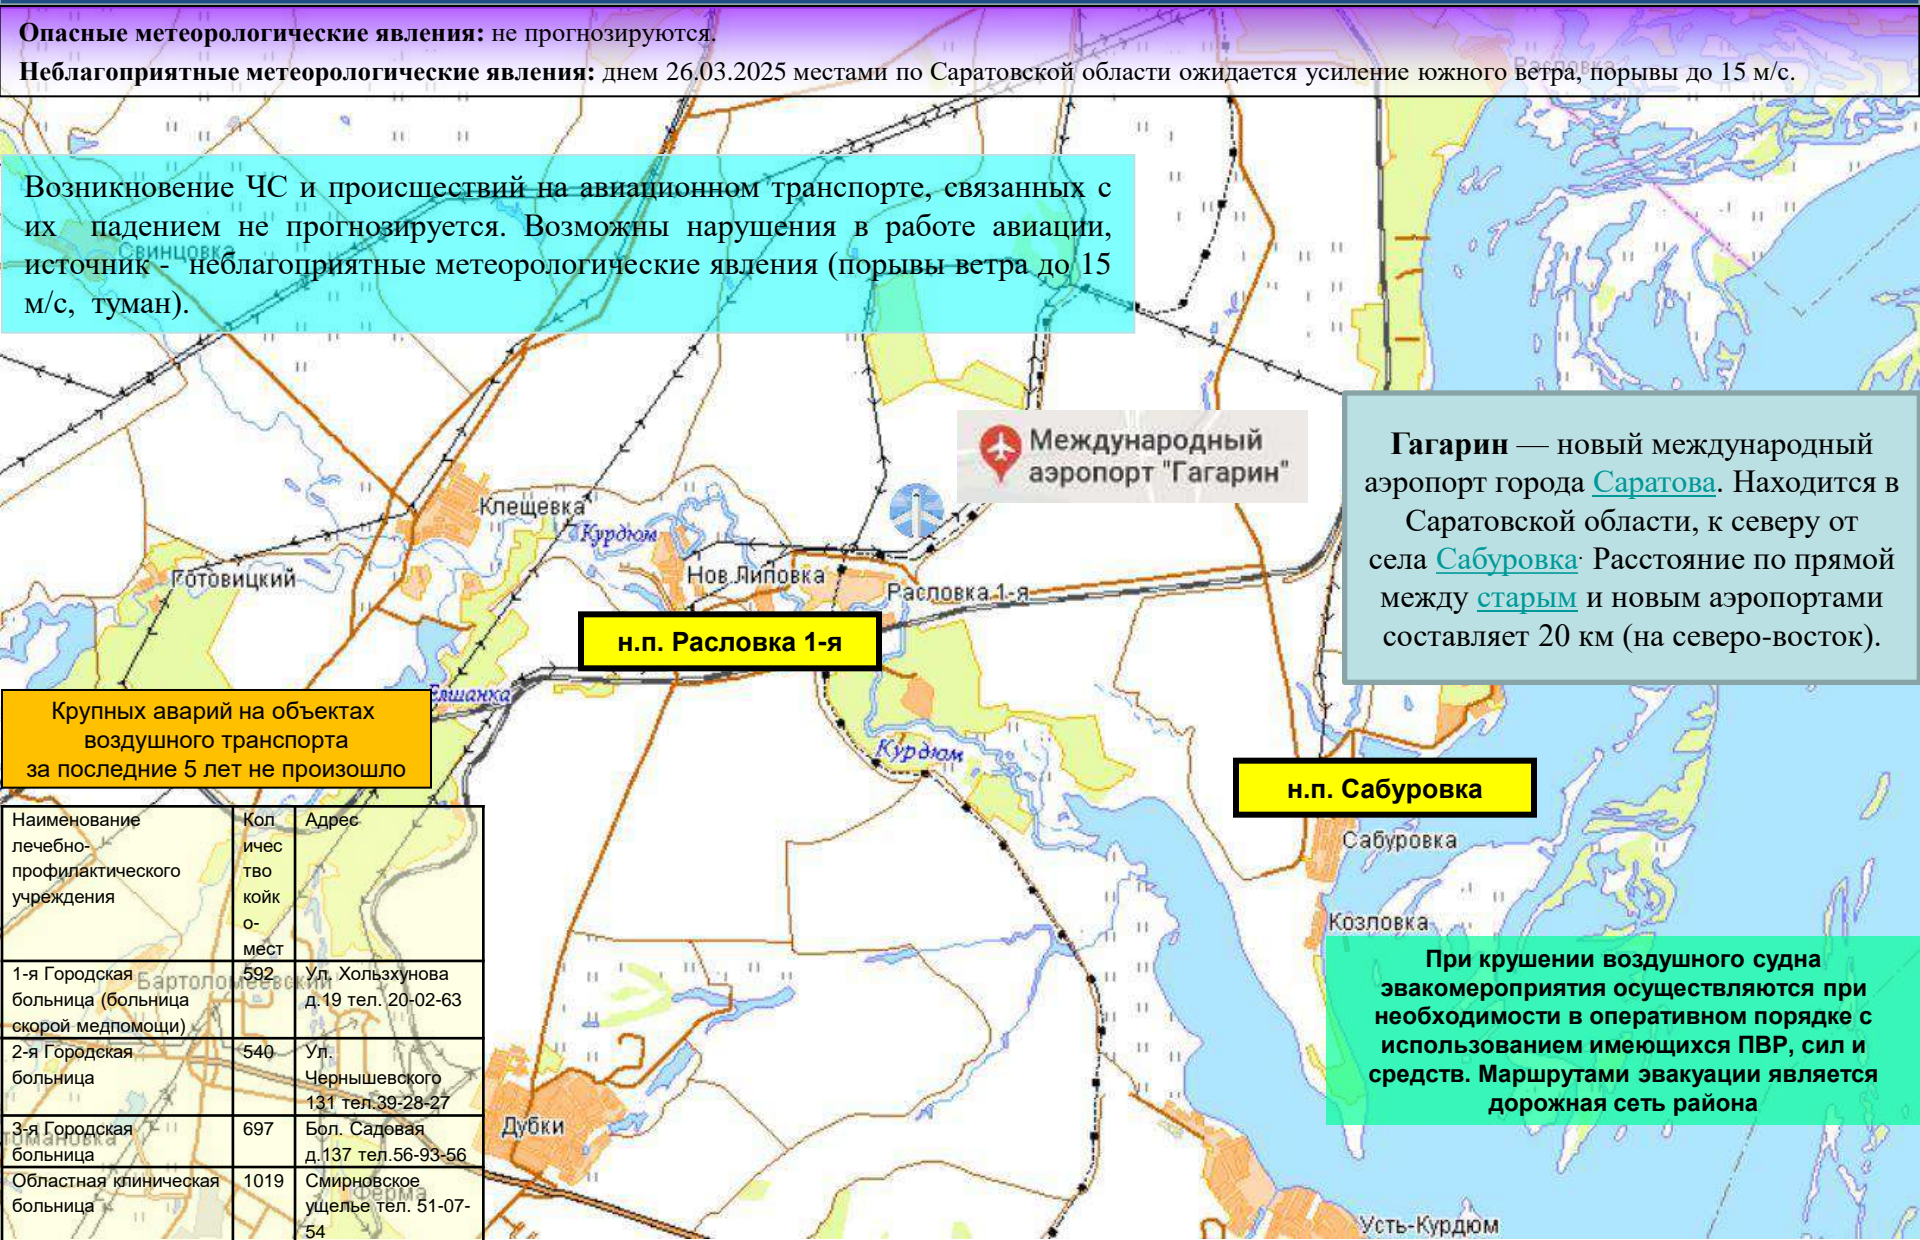 Опасные метеорологические явления: не прогнозируются.
Неблагоприятные метеорологические явления: днем 26.03.2025 местами по Саратовской области ожидается усиление южного ветра, порывы до 15 м/с.
Расловка
Возникновение ЧС и происшествий на авиационном транспорте, связанных с
их падением не прогнозируется. Возможны нарушения в работе авиации,
источник - неблагоприятные метеорологические явления (порывы ветра до 15
м/с, туман).
Свинцовка
Международный
аэропорт "Гагарин"
Гагарин — новый международный
аэропорт города Саратова. Находится в
Саратовской области, к северу от
села Сабуровка. Расстояние по прямой
между старым и новым аэропортами
составляет 20 км (на северо-восток).
Клещевка
Курдюм
Готовицкий
Нов.Липовка
Расловка 1-я
н.п. Расловка 1-я
Елшанка
Крупных аварий на объектах
воздушного транспорта
за последние 5 лет не произошло
Курдюм
н.п. Сабуровка
Сабуровка
Козловка
Наименование
лечебно-
профилактического
учреждения
Кол
ичес
тво
койк
о-
мест
Адрес
1-я Городская
больница (больница
скорой медпомощи)
592
Ул. Хользхунова
д.19 тел. 20-02-63
2-я Городская
больница
540
Ул.
Чернышевского
131 тел.39-28-27
3-я Городская
больница
697
Бол. Садовая
д.137 тел.56-93-56
Областная клиническая
больница
1019
Смирновское
ущелье тел. 51-07-
54
Бартоломеевский
Ферма
Дубки
При крушении воздушного судна
эвакомероприятия осуществляются при
необходимости в оперативном порядке с
использованием имеющихся ПВР, сил и
средств. Маршрутами эвакуации является
дорожная сеть района
Усть-Курдюм